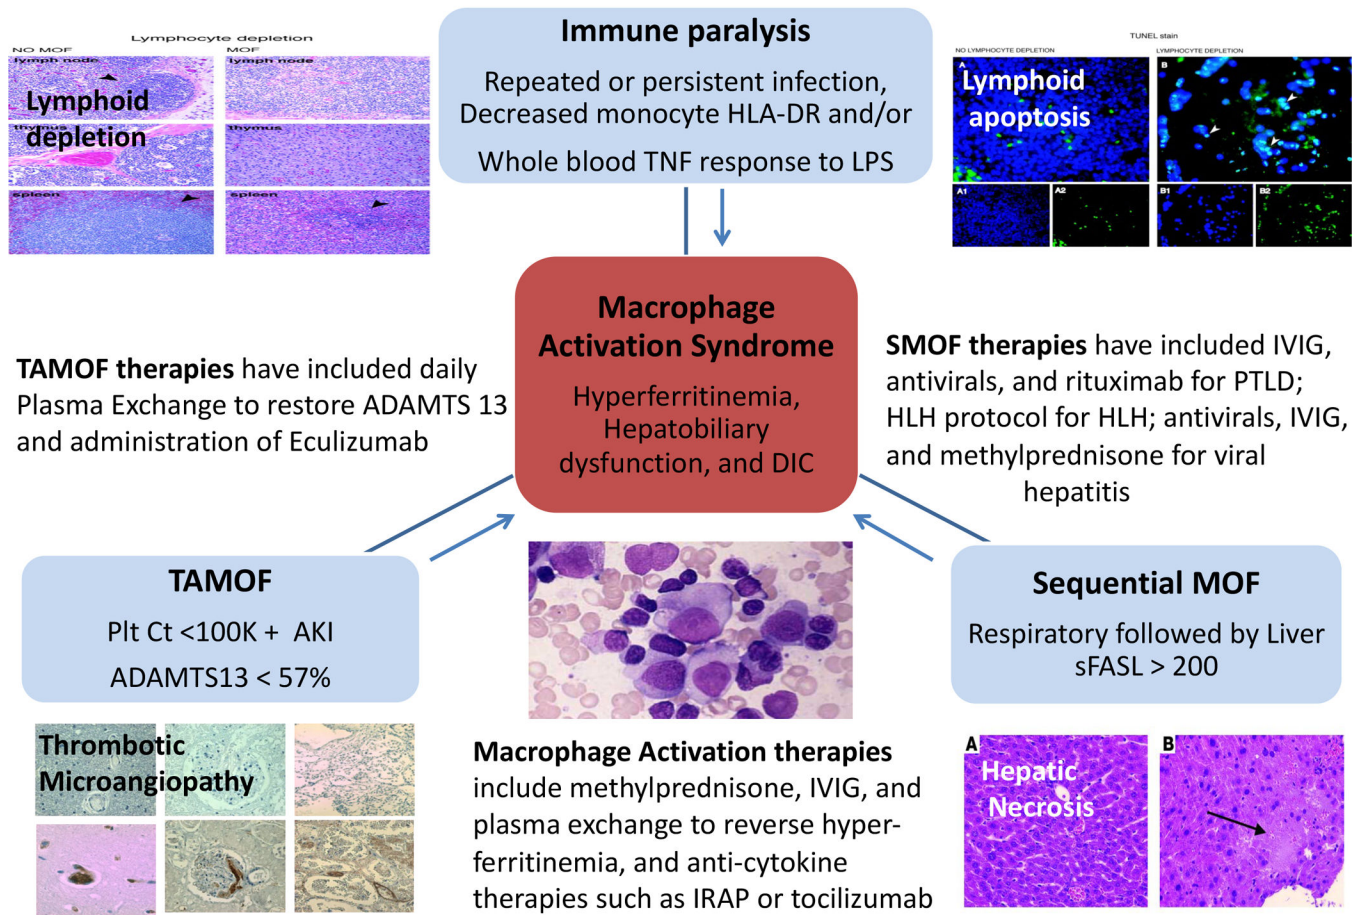 Lymphocyte depletion
NO MOF
MOF
lymph node
lymph node
Lymphoid
depletion
thymus
thymus
spleen
spleen
Immune paralysis
Repeated or persistent infection,
Decreased monocyte HLA-DR and/or
Whole blood TNF response to LPS
TUNEL stain
NO LYMPHOCYTE DEPLETION
LYMPHOCYTE DEPLETION
A
B
Lymphoid
apoptosis
A1
A2
B1
B2
Macrophage
Activation Syndrome
Hyperferritinemia,
Hepatobiliary
dysfunction, and DIC
TAMOF therapies have included daily
Plasma Exchange to restore ADAMTS 13
and administration of Eculizumab
SMOF therapies have included IVIG,
antivirals, and rituximab for PTLD;
HLH protocol for HLH; antivirals, IVIG,
and methylprednisone for viral
hepatitis
TAMOF
Plt Ct <100K + AKI
ADAMTS13 < 57%
Sequential MOF
Respiratory followed by Liver
sFASL > 200
Thrombotic
Microangiopathy
Macrophage Activation therapies
include methylprednisone, IVIG, and
plasma exchange to reverse hyper-
ferritinemia, and anti-cytokine
therapies such as IRAP or tocilizumab
A
B
Hepatic
Necrosis